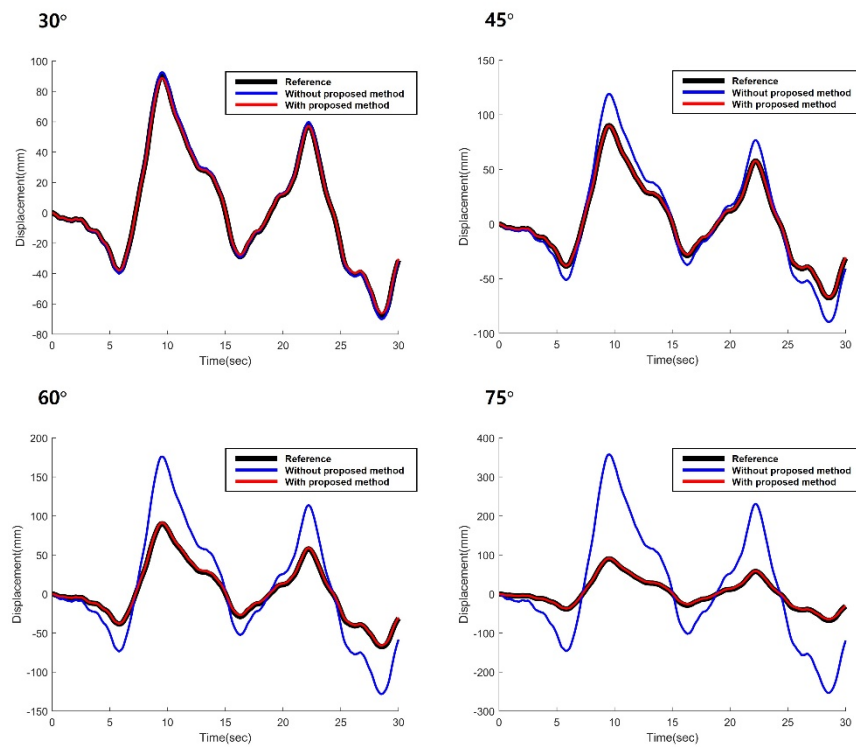 30°
100
80
60
40
20
0
-20
-40
-60
-80
Displacement(mm)
Reference
Without proposed method
With proposed method
0 5 10 15 20 25 30
Time(sec)
45°
150
100
50
0
-50
-100
Displacement(mm)
Reference
Without proposed method
With proposed method
0 5 10 15 20 25 30
Time(sec)
60°
200
150
100
50
0
-50
-100
-150
Displacement(mm)
Reference
Without proposed method
With proposed method
0 5 10 15 20 25 30
Time(sec)
75°
400
300
200
100
0
-100
-200
-300
Displacement(mm)
Reference
Without proposed method
With proposed method
0 5 10 15 20 25 30
Time(sec)